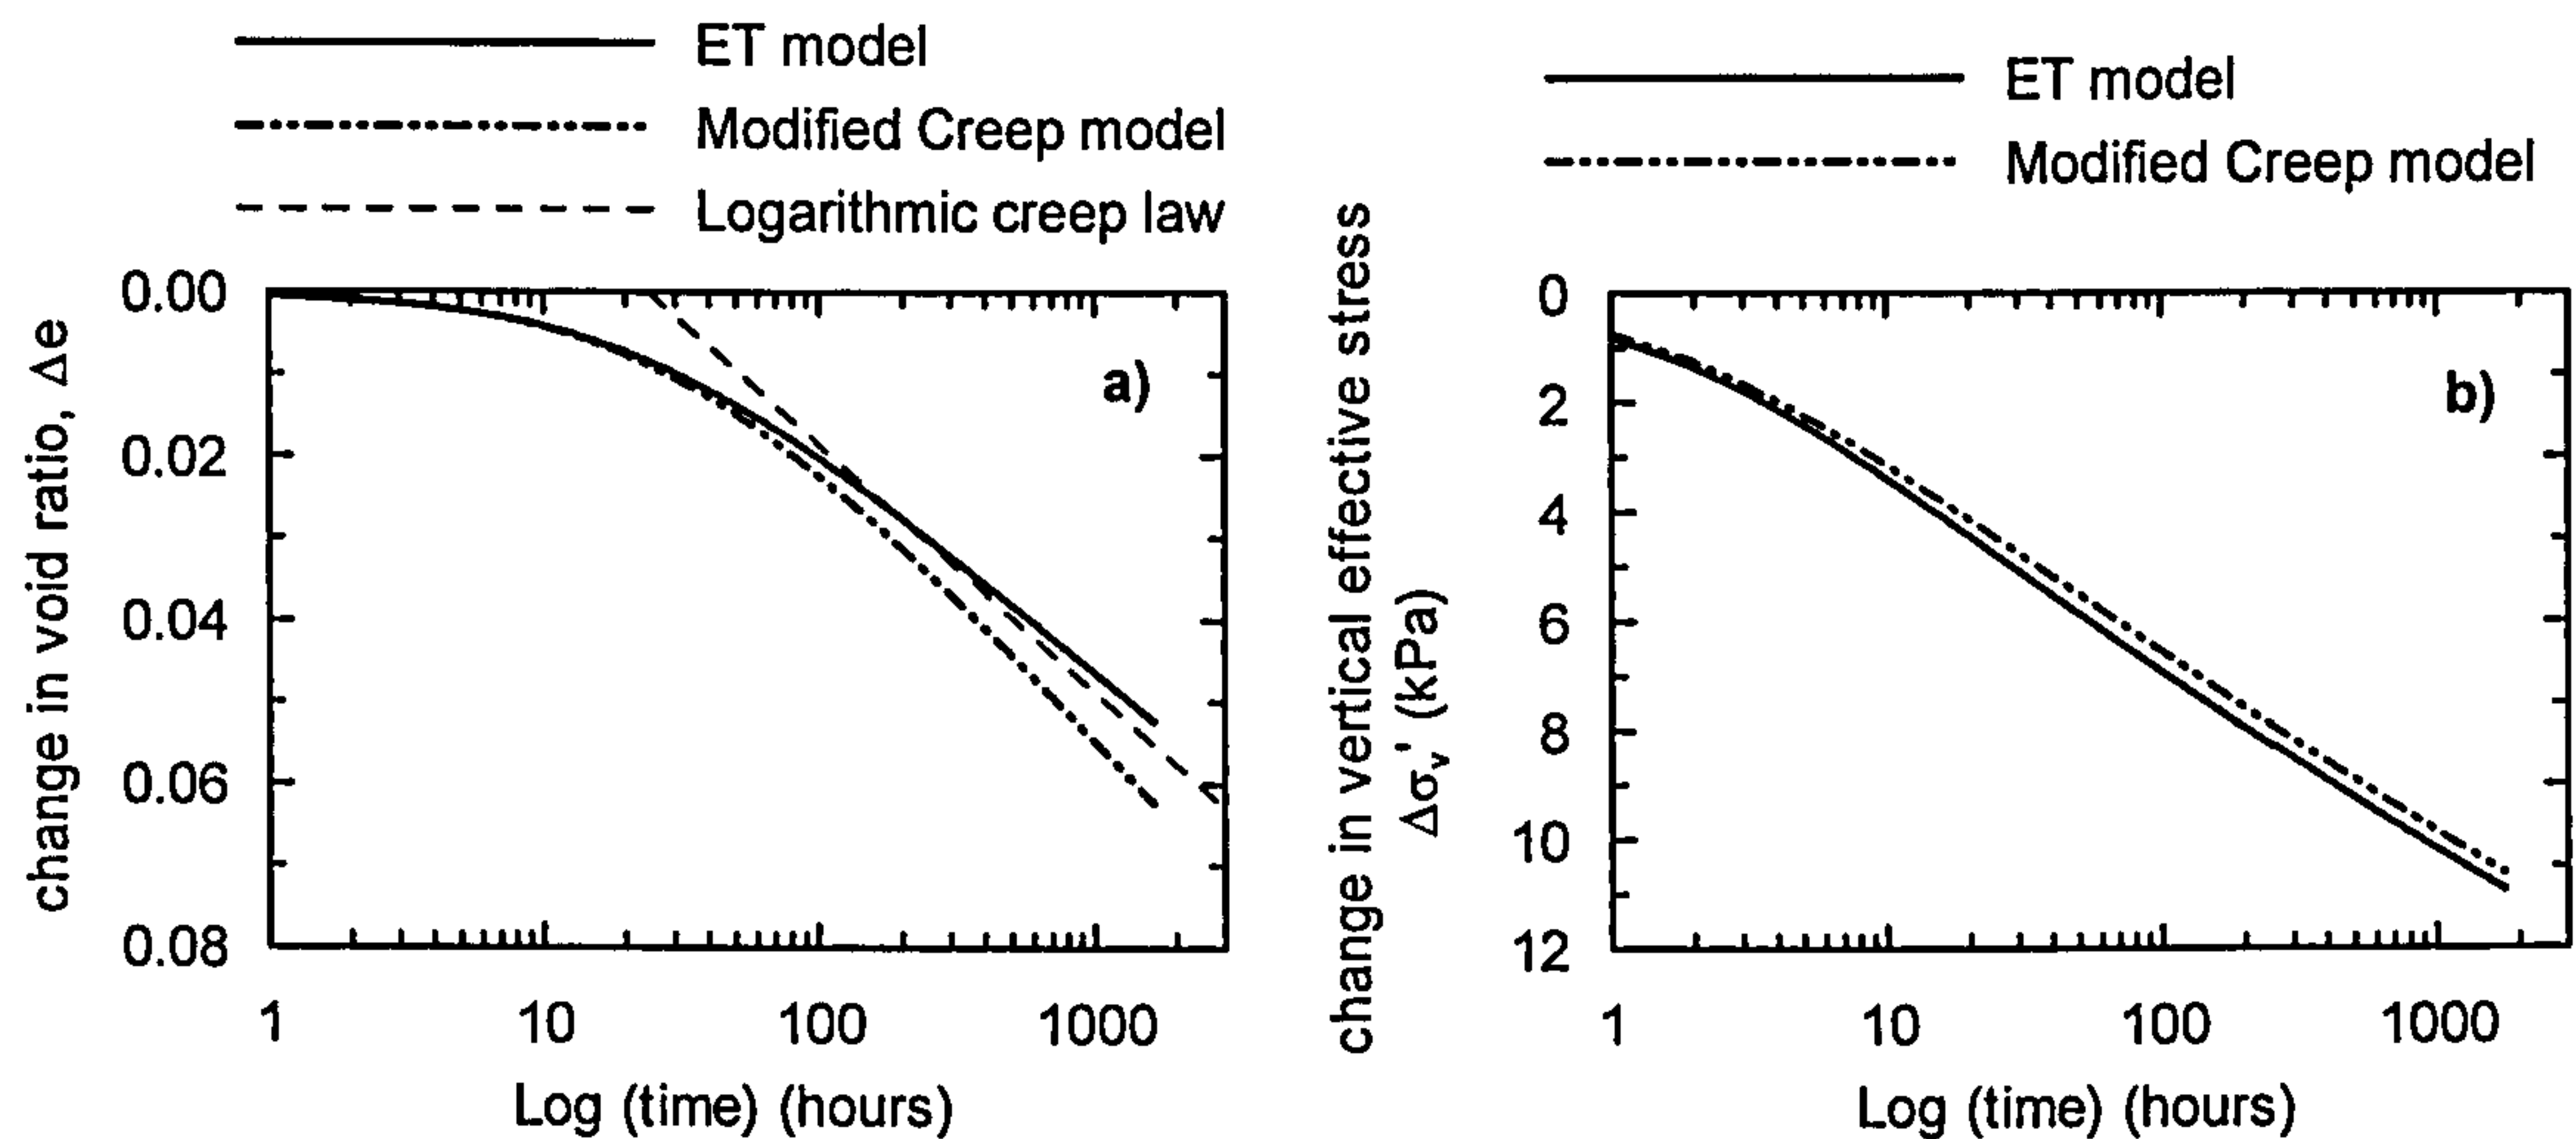 ET model
Modified Creep model
Logarithmic creep law
change in void ratio, Δe
0.00
0.02
0.04
0.06
0.08
a)
1 10 100 1000
Log (time) (hours)
ET model
Modified Creep model
change in vertical effective stress
Δσv' (kPa)
0
2
4
6
8
10
12
b)
1 10 100 1000
Log (time) (hours)